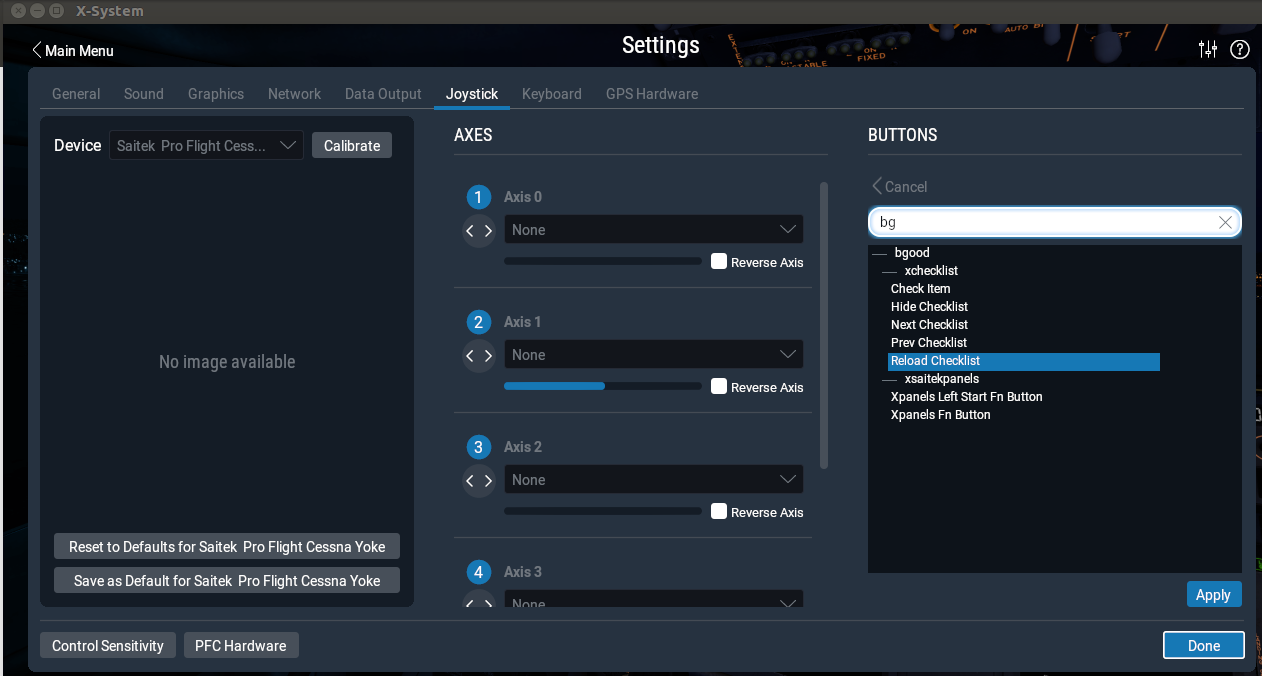 X-System
Main Menu
Settings
ON
AUTO B
FIXED
General Sound Graphics Network Data Output Joystick Keyboard GPS Hardware
Device Saitek Pro Flight Cess... Calibrate
No image available
Reset to Defaults for Saitek Pro Flight Cessna Yoke
Save as Default for Saitek Pro Flight Cessna Yoke
AXES
1 Axis 0
None
Reverse Axis
2 Axis 1
None
Reverse Axis
3 Axis 2
None
Reverse Axis
4 Axis 3
None
BUTTONS
Cancel
bg
bgood
xchecklist
Check Item
Hide Checklist
Next Checklist
Prev Checklist
Reload Checklist
xsaitekpanels
Xpanels Left Start Fn Button
Xpanels Fn Button
Apply
Control Sensitivity PFC Hardware
Done